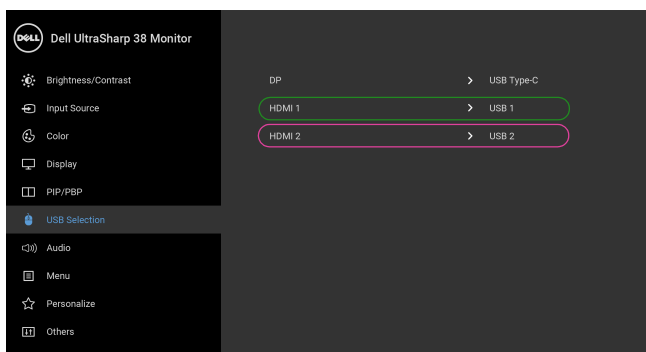 DELL Dell UltraSharp 38 Monitor
Brightness/Contrast
DP > USB Type-C
Input Source
HDMI 1 > USB 1
Color
HDMI 2 > USB 2
Display
PIP/PBP
USB Selection
Audio
Menu
Personalize
Others